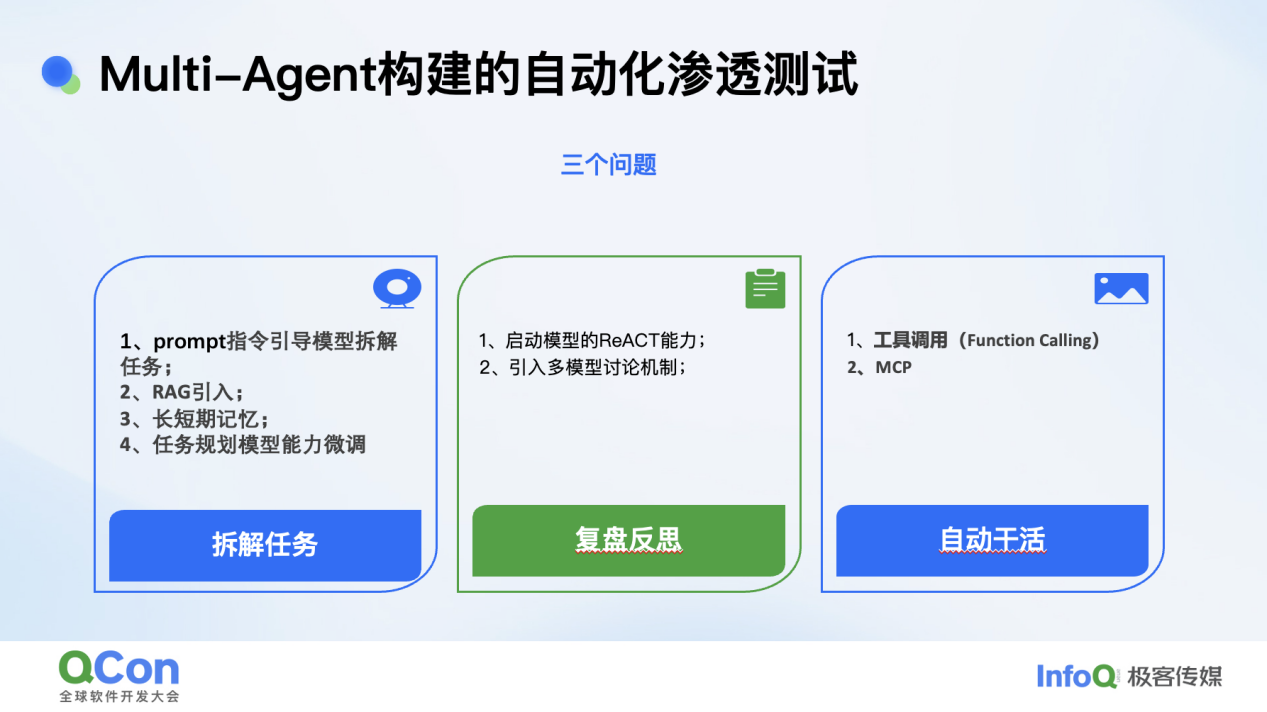 Multi-Agent构建的自动化渗透测试
三个问题
1、prompt指令引导模型拆解
任务；
2、RAG引入；
3、长短期记忆；
4、任务规划模型能力微调
拆解任务
1、启动模型的ReACT能力；
2、引入多模型讨论机制；
复盘反思
1、工具调用（Function Calling）
2、MCP
自动干活
QCon
全球软件开发大会
InfoQ 极客传媒